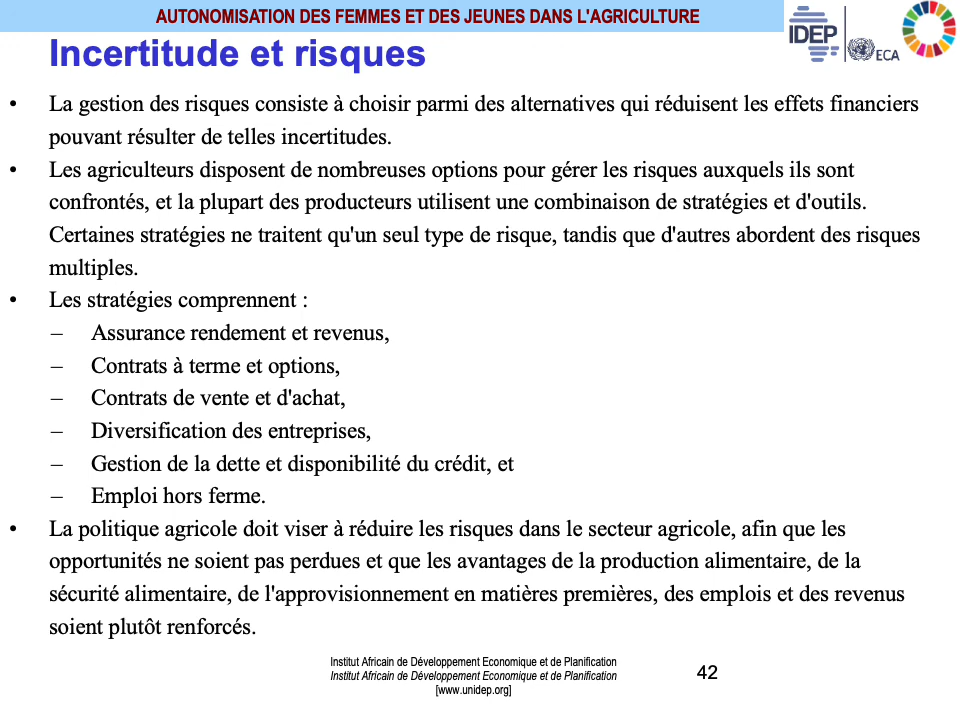 AUTONOMISATION DES FEMMES ET DES JEUNES DANS L'AGRICULTURE
IDEP
ECA
Incertitude et risques
• La gestion des risques consiste à choisir parmi des alternatives qui réduisent les effets financiers
pouvant résulter de telles incertitudes.
• Les agriculteurs disposent de nombreuses options pour gérer les risques auxquels ils sont
confrontés, et la plupart des producteurs utilisent une combinaison de stratégies et d'outils.
Certaines stratégies ne traitent qu'un seul type de risque, tandis que d'autres abordent des risques
multiples.
• Les stratégies comprennent :
– Assurance rendement et revenus,
– Contrats à terme et options,
– Contrats de vente et d'achat,
– Diversification des entreprises,
– Gestion de la dette et disponibilité du crédit, et
– Emploi hors ferme.
• La politique agricole doit viser à réduire les risques dans le secteur agricole, afin que les
opportunités ne soient pas perdues et que les avantages de la production alimentaire, de la
sécurité alimentaire, de l'approvisionnement en matières premières, des emplois et des revenus
soient plutôt renforcés.
Institut Africain de Développement Economique et de Planification
Institut Africain de Développement Economique et de Planification
[www.unidep.org]
42